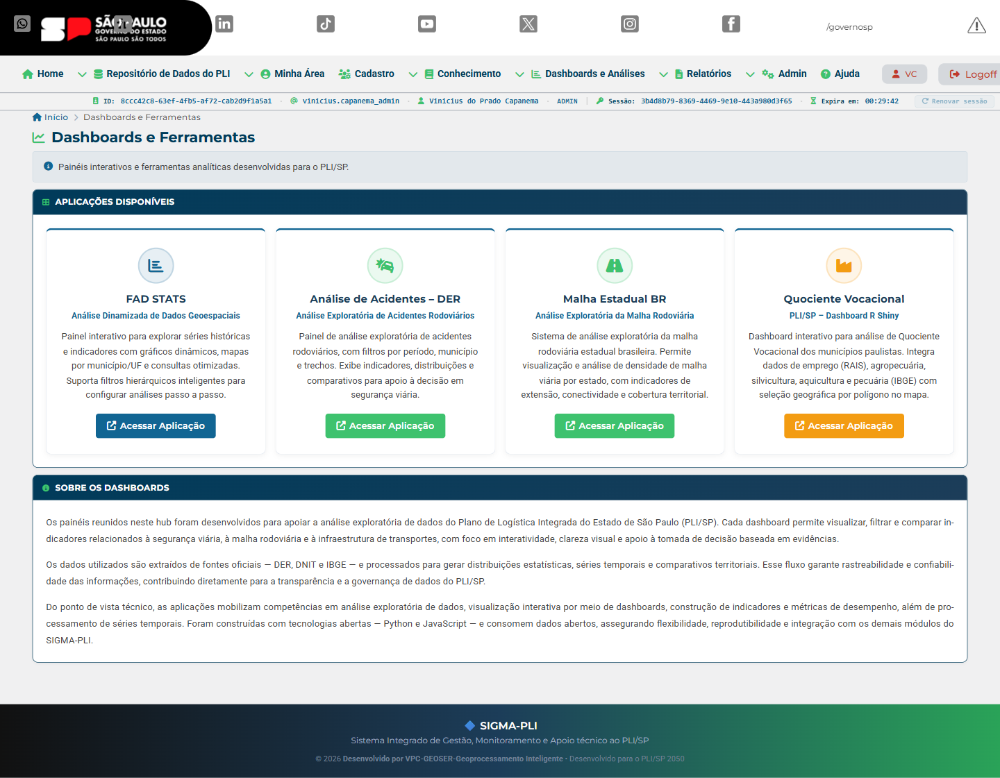 SÃO PAULO
GOVERNO DO ESTADO
SÃO PAULO SÃO TODOS
/governosp
Home
Repositório de Dados do PLI
Minha Área
Cadastro
Conhecimento
Dashboards e Análises
Relatórios
Admin
Ajuda
VC
Logoff
ID: 8ccc42c8-63ef-4fb5-af72-cab2d9f1a5a1 · @ vinicius.capanema_admin · Vinicius do Prado Capanema · ADMIN | Sessão: 3b4d8b79-8369-4469-9e10-443a980d3f65 · Expira em: 00:29:42 Renovar sessão
Início > Dashboards e Ferramentas
Dashboards e Ferramentas
Painéis interativos e ferramentas analíticas desenvolvidas para o PLI/SP.
APLICAÇÕES DISPONÍVEIS
FAD STATS
Análise Dinamizada de Dados Geoespaciais
Painel interativo para explorar séries históricas
e indicadores com gráficos dinâmicos, mapas
por município/UF e consultas otimizadas.
Suporta filtros hierárquicos inteligentes para
configurar análises passo a passo.
Acessar Aplicação
Análise de Acidentes – DER
Análise Exploratória de Acidentes Rodoviários
Painel de análise exploratória de acidentes
rodoviários, com filtros por período, município
e trechos. Exibe indicadores, distribuições e
comparativos para apoio à decisão em
segurança viária.
Acessar Aplicação
Malha Estadual BR
Análise Exploratória da Malha Rodoviária
Sistema de análise exploratória da malha
rodoviária estadual brasileira. Permite
visualização e análise de densidade de malha
viária por estado, com indicadores de
extensão, conectividade e cobertura territorial.
Acessar Aplicação
Quociente Vocacional
PLI/SP – Dashboard R Shiny
Dashboard interativo para análise de Quociente
Vocacional dos municípios paulistas. Integra
dados de emprego (RAIS), agropecuária,
silvicultura, aquicultura e pecuária (IBGE) com
seleção geográfica por polígono no mapa.
Acessar Aplicação
SOBRE OS DASHBOARDS
Os painéis reunidos neste hub foram desenvolvidos para apoiar a análise exploratória de dados do Plano de Logística Integrada do Estado de São Paulo (PLI/SP). Cada dashboard permite visualizar, filtrar e comparar in-
dicadores relacionados à segurança viária, à malha rodoviária e à infraestrutura de transportes, com foco em interatividade, clareza visual e apoio à tomada de decisão baseada em evidências.
Os dados utilizados são extraídos de fontes oficiais — DER, DNIT e IBGE — e processados para gerar distribuições estatísticas, séries temporais e comparativos territoriais. Esse fluxo garante rastreabilidade e confiabili-
dade das informações, contribuindo diretamente para a transparência e a governança de dados do PLI/SP.
Do ponto de vista técnico, as aplicações mobilizam competências em análise exploratória de dados, visualização interativa por meio de dashboards, construção de indicadores e métricas de desempenho, além de pro-
cessamento de séries temporais. Foram construídas com tecnologias abertas — Python e JavaScript — e consomem dados abertos, assegurando flexibilidade, reprodutibilidade e integração com os demais módulos do
SIGMA-PLI.
SIGMA-PLI
Sistema Integrado de Gestão, Monitoramento e Apoio técnico ao PLI/SP
© 2026 Desenvolvido por VPC-GEOSER-Geoprocessamento Inteligente · Desenvolvido para o PLI/SP 2050